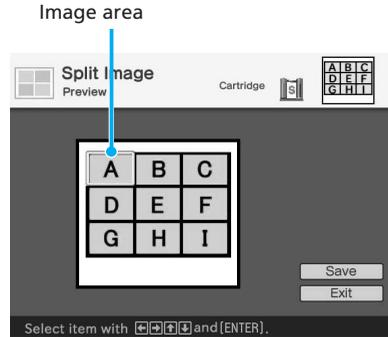 Image area
Split Image
Preview
Cartridge
S
A B C
D E F
G H I
A B C
D E F
G H I
Save
Exit
Select item with ←→↑↓ and [ENTER].